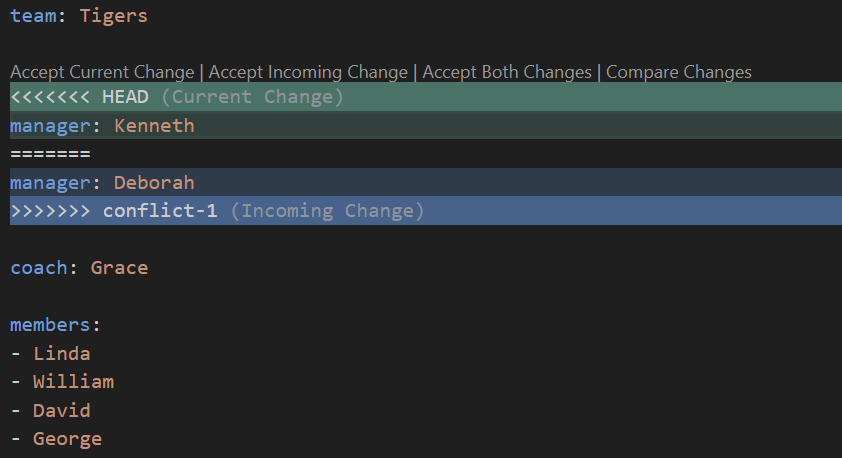 team: Tigers
Accept Current Change | Accept Incoming Change | Accept Both Changes | Compare Changes
<<<<<<< HEAD (Current Change)
manager: Kenneth
=======
manager: Deborah
>>>>>>> conflict-1 (Incoming Change)
coach: Grace
members:
- Linda
- William
- David
- George